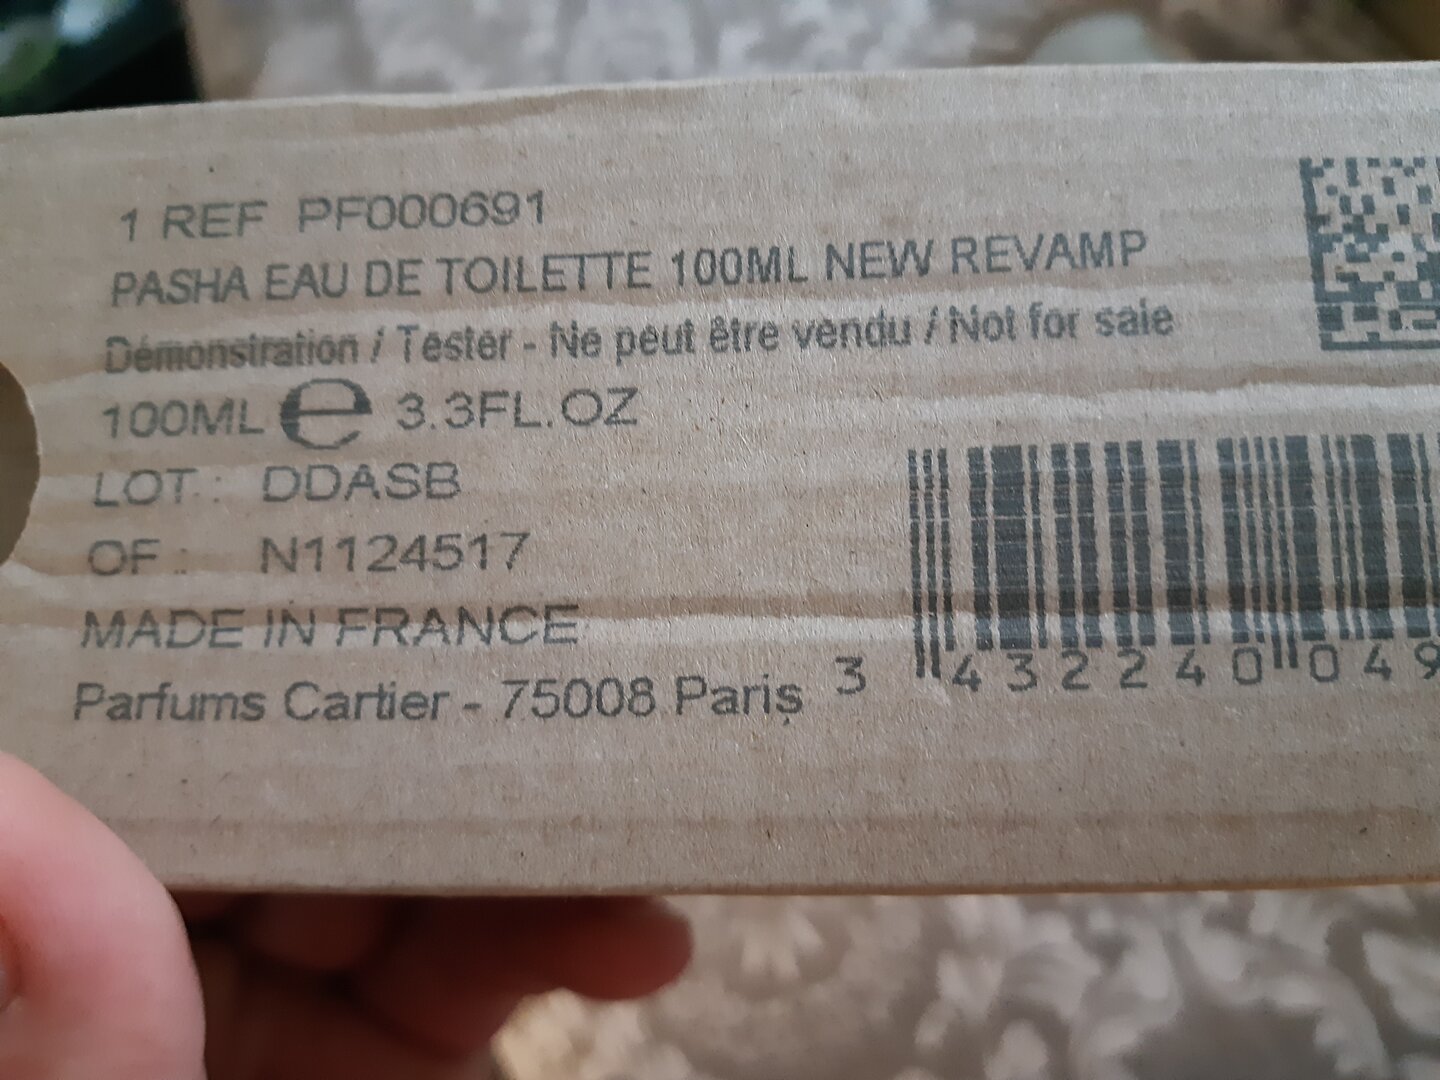 1 REF PF000691
PASHA EAU DE TOILETTE 100ML NEW REVAMP
Démonstration / Tester - Ne peut être vendu / Not for sale
100ML e 3.3FL.OZ
LOT : DDASB
OF : N1124517
MADE IN FRANCE
Parfums Cartier - 75008 Paris
3 432240 049